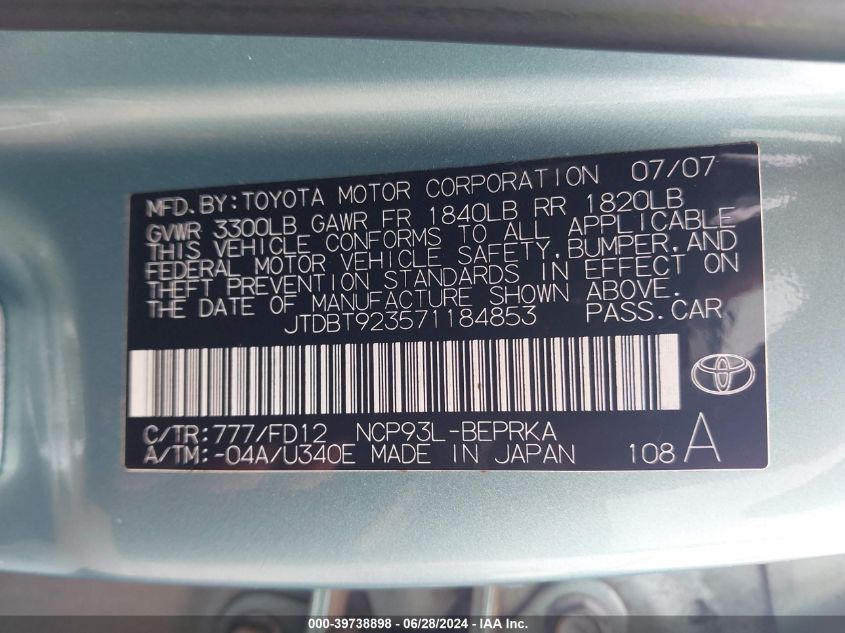 MFD. BY: TOYOTA MOTOR CORPORATION 07/07
GVWR 3300LB GAWR FR 1840LB RR 1820LB
THIS VEHICLE CONFORMS TO ALL APPLICABLE
FEDERAL MOTOR VEHICLE SAFETY, BUMPER, AND
THEFT PREVENTION STANDARDS IN EFFECT ON
THE DATE OF MANUFACTURE SHOWN ABOVE.
JTDBT923571184853 PASS. CAR
C/TR: 777/FD12 NCP93L-BEPRKA
A/TM: -04A/U340E MADE IN JAPAN 108 A
000-39738898 - 06/28/2024 - IAA Inc.